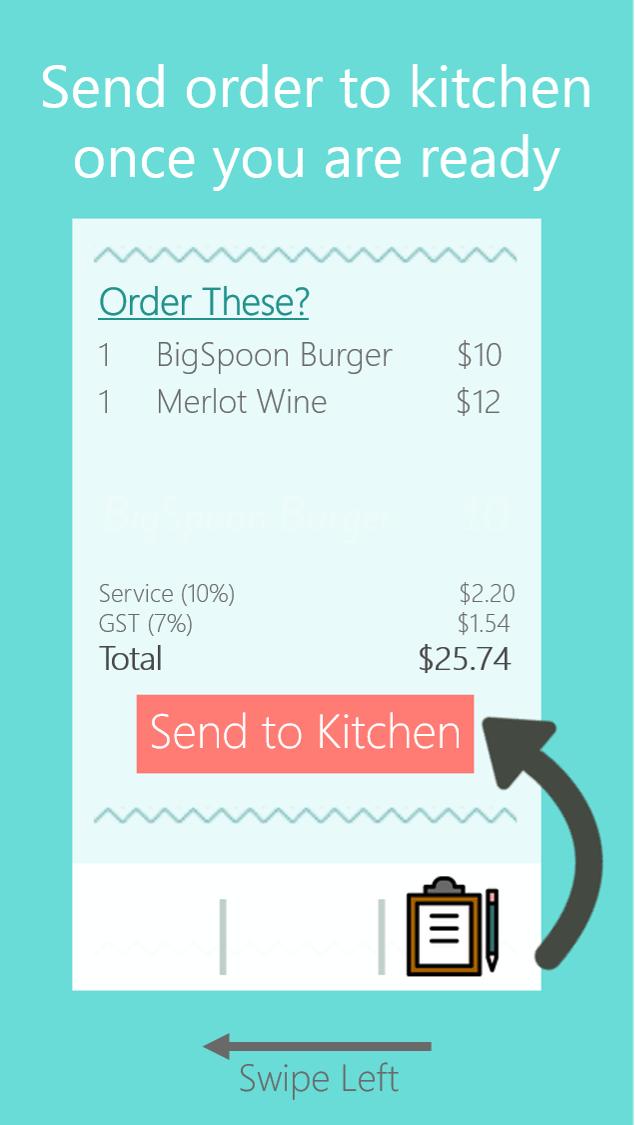 Send order to kitchen
once you are ready
Order These?
1 BigSpoon Burger $10
1 Merlot Wine $12
BigSpoon Burger 10
Service (10%) $2.20
GST (7%) $1.54
Total $25.74
Send to Kitchen
Swipe Left